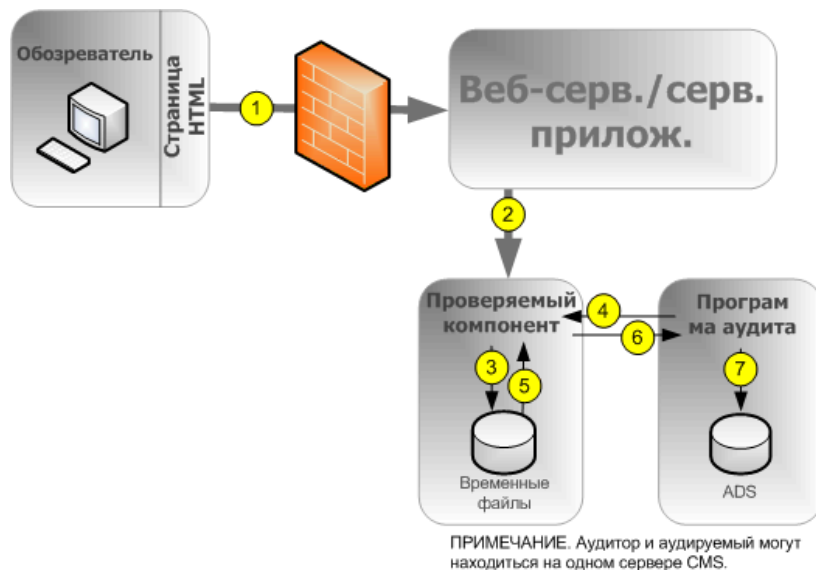 Обозреватель
Страница
HTML
1
Веб-серв./серв.
прилож.
2
Проверяемый
компонент
4
6
Програм
ма аудита
3
5
7
Временные
файлы
ADS
ПРИМЕЧАНИЕ. Аудитор и аудируемый могут
находиться на одном сервере CMS.